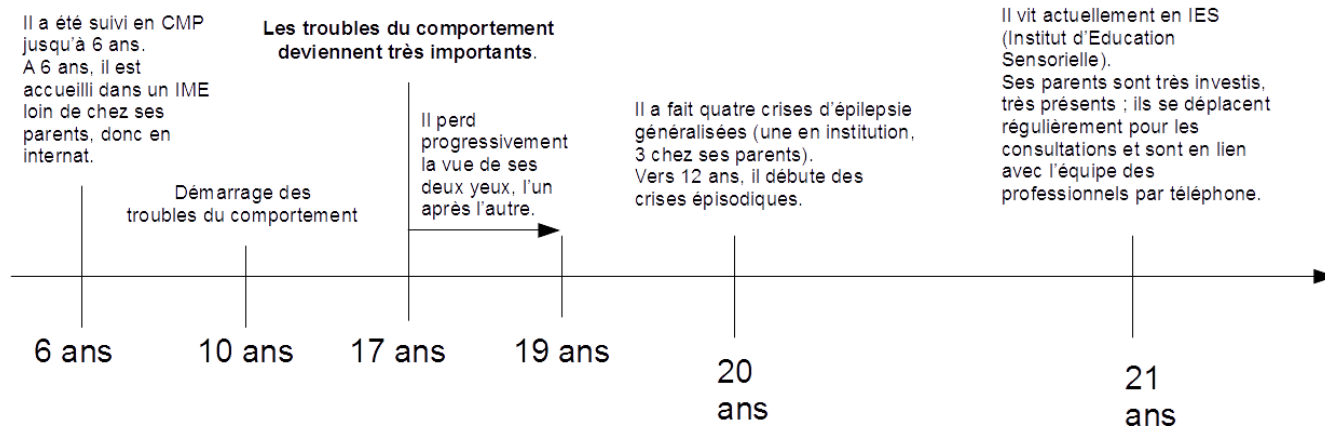 Il a été suivi en CMP
jusqu'à 6 ans.
A 6 ans, il est
accueilli dans un IME
loin de chez ses
parents, donc en
internat.
Démarrage des
troubles du comportement
Les troubles du comportement
deviennent très importants.
Il perd
progressivement
la vue de ses
deux yeux, l'un
après l'autre.
Il a fait quatre crises d'épilepsie
généralisées (une en institution,
3 chez ses parents).
Vers 12 ans, il débute des
crises épisodiques.
Il vit actuellement en IES
(Institut d'Education
Sensorielle).
Ses parents sont très investis,
très présents ; ils se déplacent
régulièrement pour les
consultations et sont en lien
avec l'équipe des
professionnels par téléphone.
6 ans
10 ans
17 ans
19 ans
20
ans
21
ans